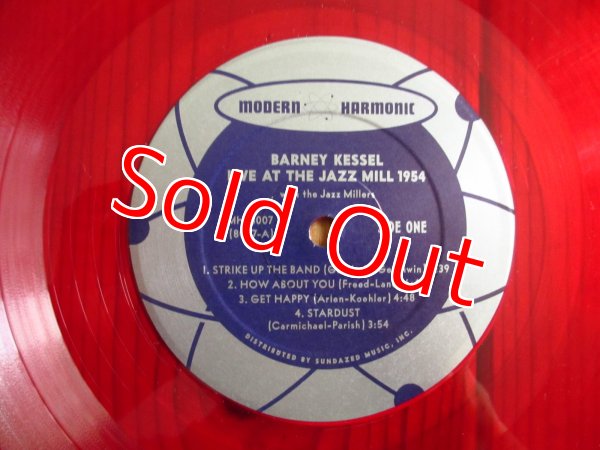 MODERN HARMONIC
BARNEY KESSEL
AT THE JAZZ MILL 1954
the Jazz Millers
ONE
1. STRIKE UP THE BAND
2. HOW ABOUT YOU (Freed-
3. GET HAPPY (Arlen-Koehler) 4:48
4. STARDUST
(Carmichael-Parish) 3:54
DISTRIBUTED BY SUNDAZED MUSIC, INC.
Sold Out